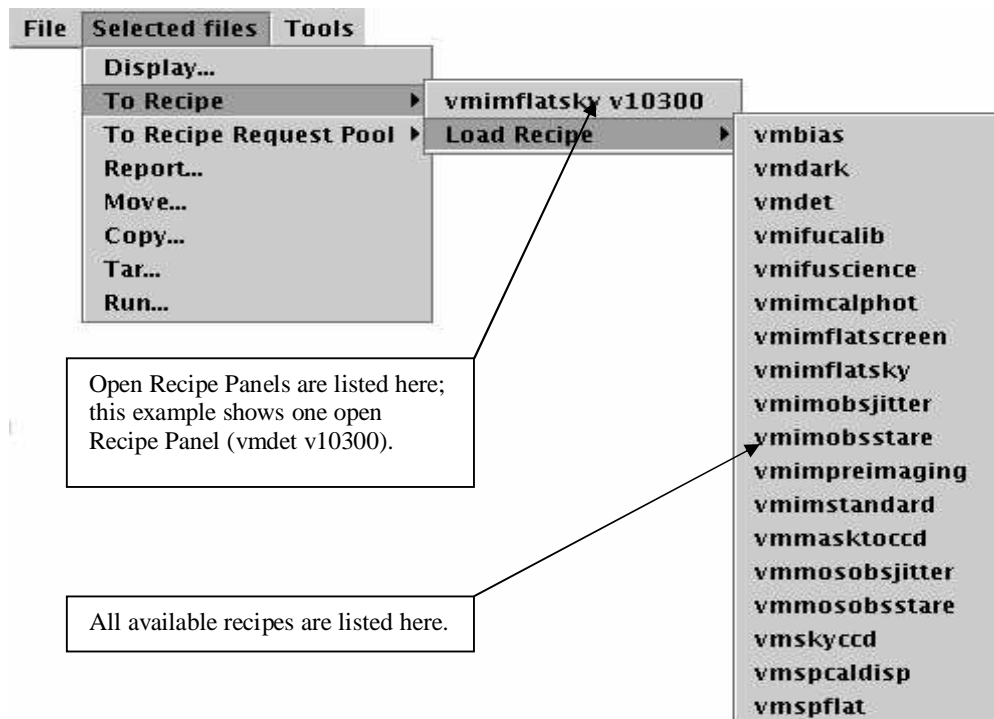 File Selected files Tools
Display...
To Recipe
To Recipe Request Pool
Report...
Move...
Copy...
Tar...
Run...
vmimflatsky v10300
Load Recipe
vmbias
vmdark
vmdet
vmifucalib
vmifuscience
vmimcalphot
vmimflatscreen
vmimflatsky
vmimobsjitter
vmimobsstare
vmimpreimaging
vmimstandard
vmmasktoccd
vmmosobsjitter
vmmosobsstare
vmskyccd
vmspcaldisp
vmspflat
Open Recipe Panels are listed here;
this example shows one open
Recipe Panel (vmdet v10300).
All available recipes are listed here.